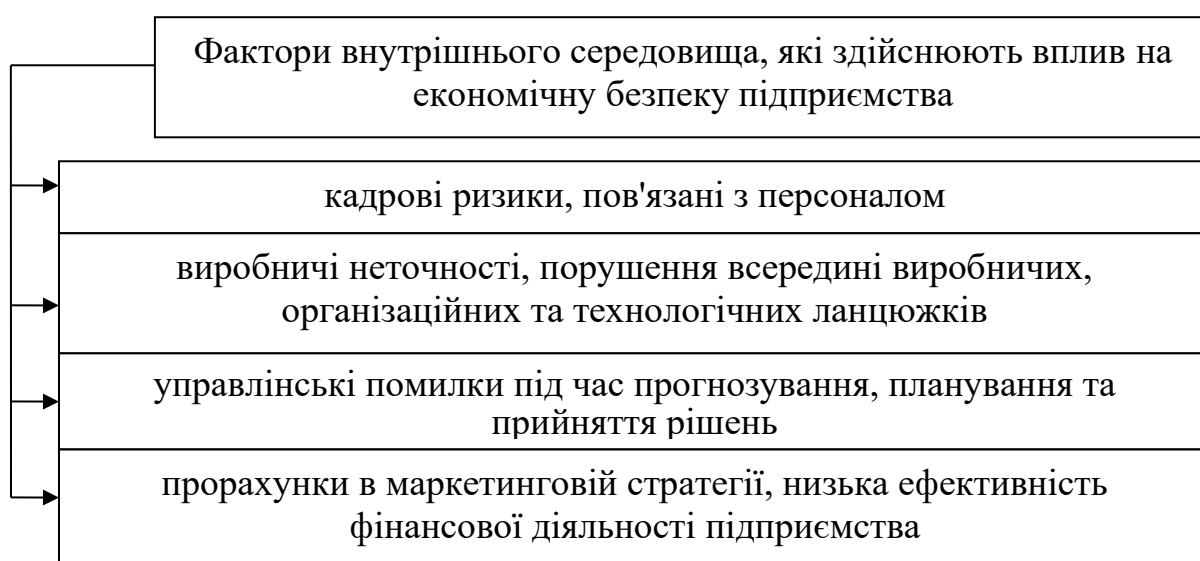 Фактори внутрішнього середовища, які здійснюють вплив на
економічну безпеку підприємства
кадрові ризики, пов'язані з персоналом
виробничі неточності, порушення всередині виробничих,
організаційних та технологічних ланцюжків
управлінські помилки під час прогнозування, планування та
прийняття рішень
прорахунки в маркетинговій стратегії, низька ефективність
фінансової діяльності підприємства